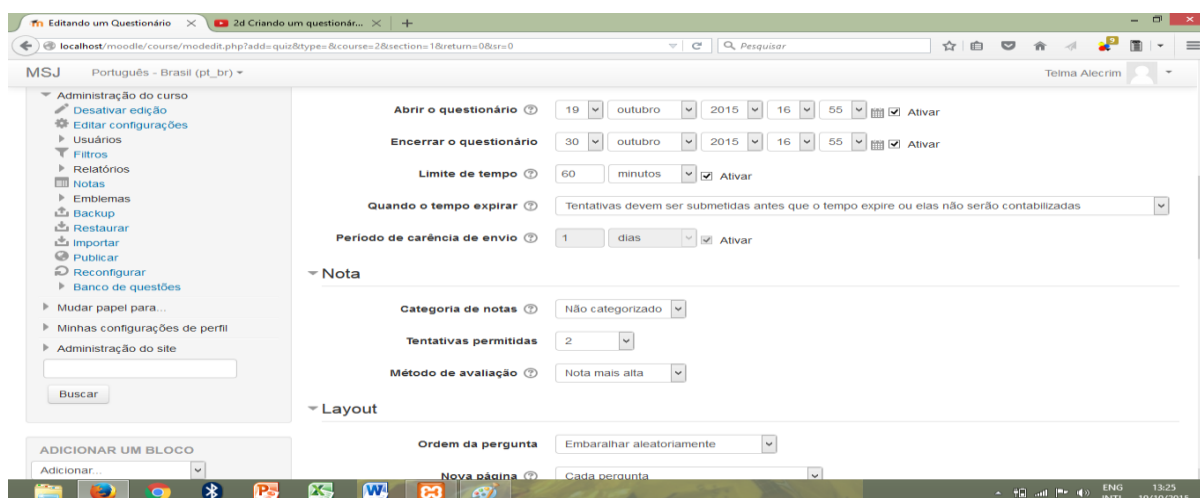 Editando um Questionário
2d Criando um questionár...
localhost/moodle/course/modedit.php?add=quiz&type=&course=2&section=1&return=0&sr=0
Pesquisar
9
MSJ
Português - Brasil (pt_br)
Telma Alecrim
Administração do curso
Desativar edição
Editar configurações
Usuários
Filtros
Relatórios
Notas
Emblemas
Backup
Restaurar
Importar
Publicar
Reconfigurar
Banco de questões
Mudar papel para...
Minhas configurações de perfil
Administração do site
Buscar
ADICIONAR UM BLOCO
Adicionar...
Abrir o questionário 19 outubro 2015 16 55 Ativar
Encerrar o questionário 30 outubro 2015 16 55 Ativar
Limite de tempo 60 minutos Ativar
Quando o tempo expirar Tentativas devem ser submetidas antes que o tempo expire ou elas não serão contabilizadas
Período de carência de envio 1 dias Ativar
Nota
Categoria de notas Não categorizado
Tentativas permitidas 2
Método de avaliação Nota mais alta
Layout
Ordem da pergunta Embaralhar aleatoriamente
Nova página Cada pergunta
ENG 13:25
INTL 19/10/2015